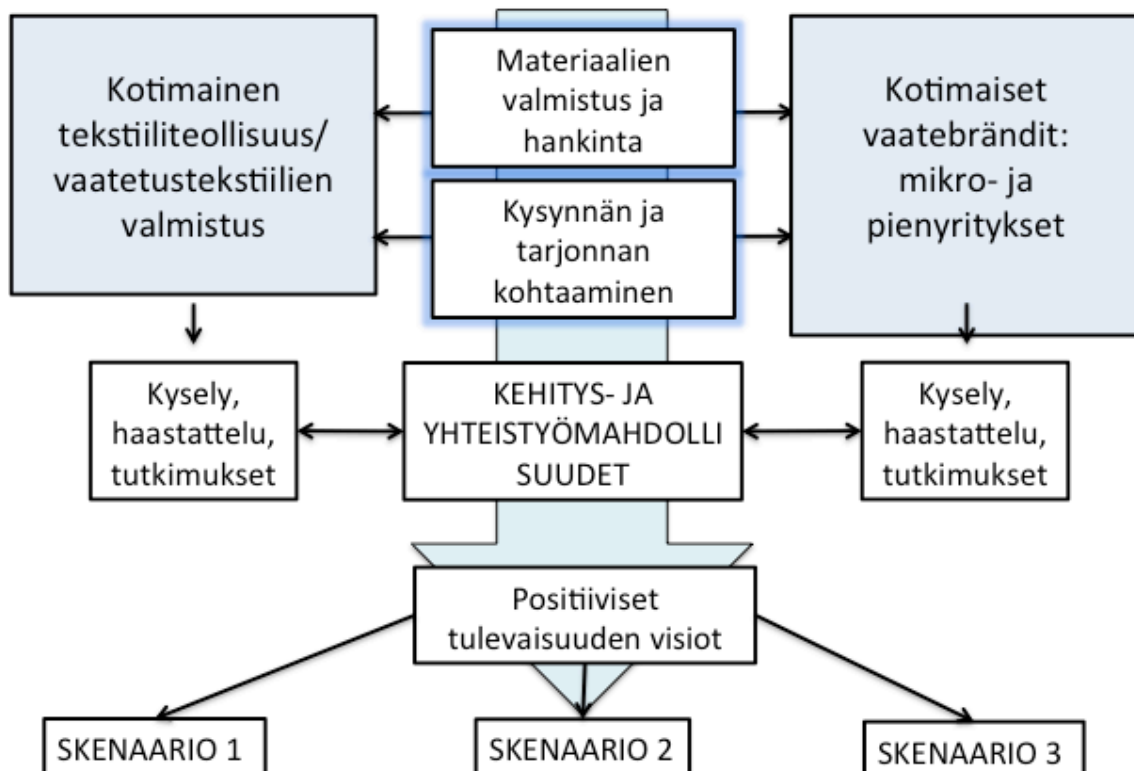 Kotimainen
tekstiiliteollisuus/
vaatetustekstiilien
valmistus
Materiaalien
valmistus ja
hankinta
Kysynnän ja
tarjonnan
kohtaaminen
Kotimaiset
vaatebrändit:
mikro- ja
pienyritykset
Kysely,
haastattelu,
tutkimukset
KEHITYS- JA
YHTEISTYÖMAHDOLLI
SUUDET
Kysely,
haastattelu,
tutkimukset
Positiiviset
tulevaisuuden visiot
SKENAARIO 1
SKENAARIO 2
SKENAARIO 3